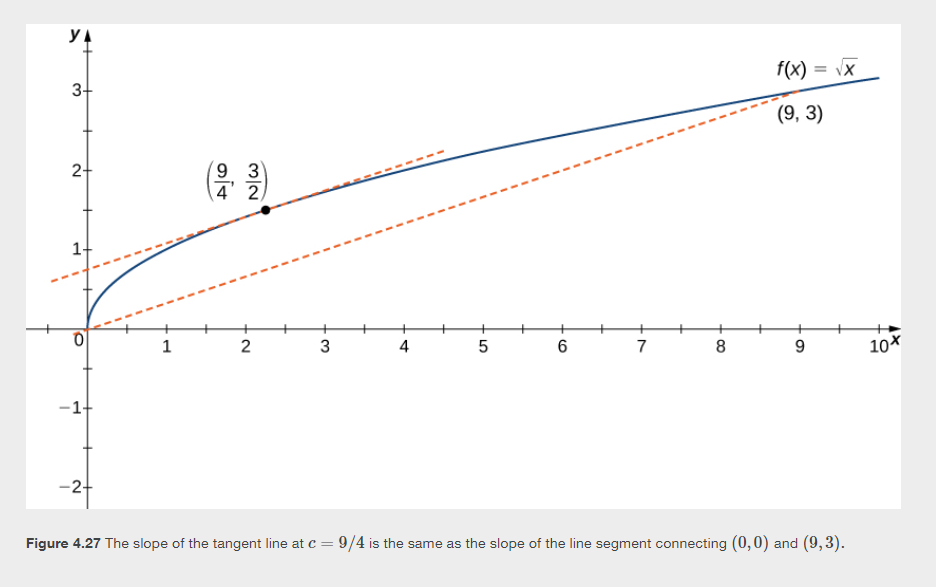 y
f(x) = √x
3
(9, 3)
2
(9/4, 3/2)
1
0
1 2 3 4 5 6 7 8 9 10 x
−1
−2
Figure 4.27 The slope of the tangent line at c = 9/4 is the same as the slope of the line segment connecting (0,0) and (9,3).